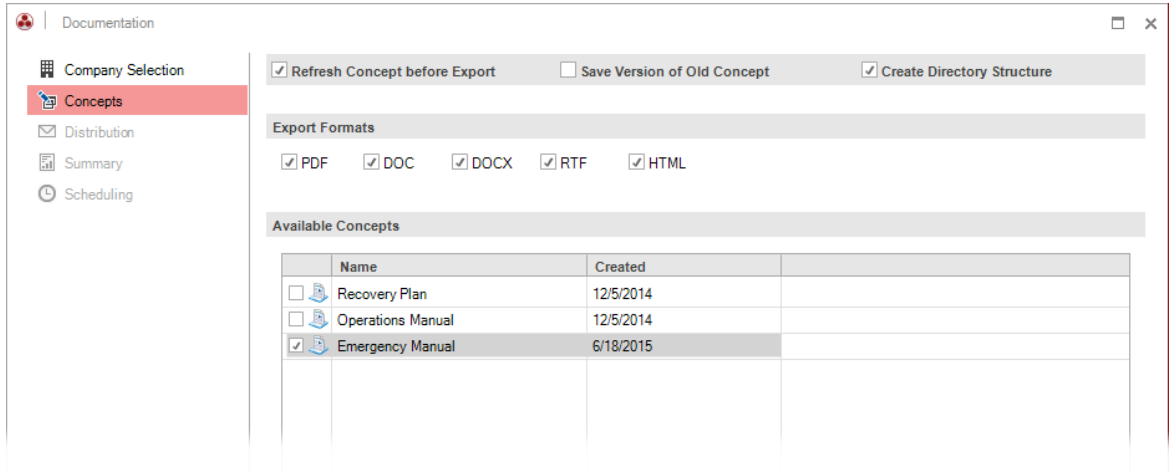 Documentation
Company Selection
Concepts
Distribution
Summary
Scheduling
Refresh Concept before Export Save Version of Old Concept Create Directory Structure
Export Formats
PDF DOC DOCX RTF HTML
Available Concepts
Name Created
Recovery Plan 12/5/2014
Operations Manual 12/5/2014
Emergency Manual 6/18/2015